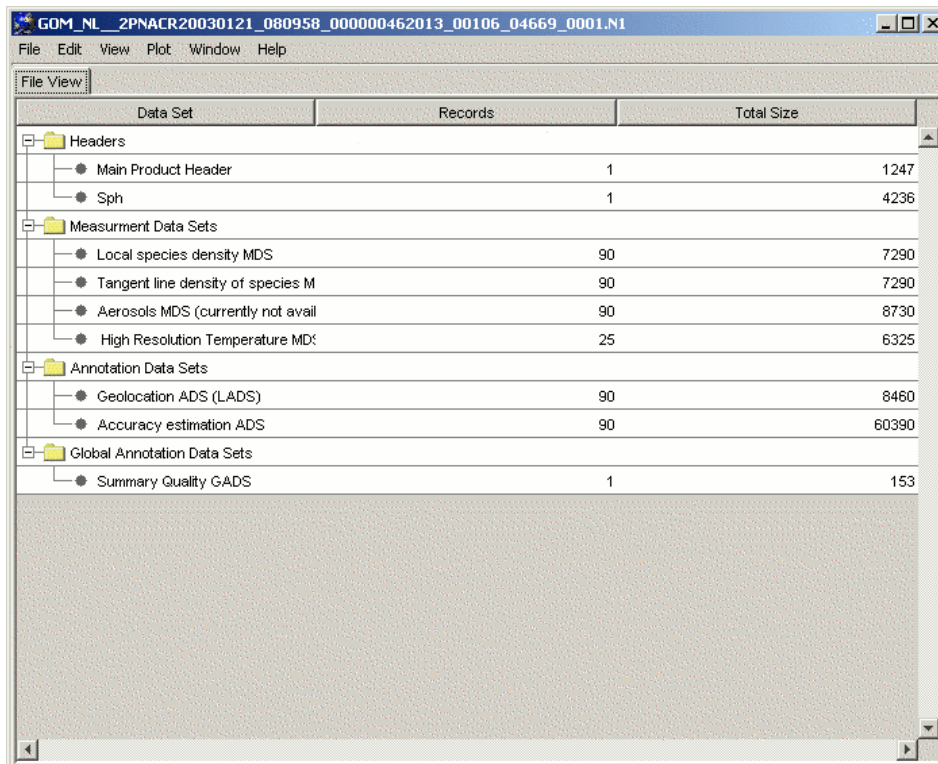 GOM_NL__2PNACR20030121_080958_000000462013_00106_04669_0001.N1
File Edit View Plot Window Help
File View
Data Set Records Total Size
Headers
Main Product Header 1 1247
Sph 1 4236
Measurment Data Sets
Local species density MDS 90 7290
Tangent line density of species M 90 7290
Aerosols MDS (currently not avail 90 8730
High Resolution Temperature MDS 25 6325
Annotation Data Sets
Geolocation ADS (LADS) 90 8460
Accuracy estimation ADS 90 60390
Global Annotation Data Sets
Summary Quality GADS 1 153